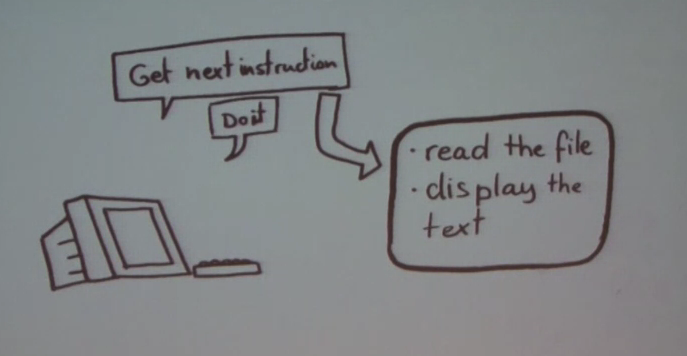 Get next instruction
Do it
· read the file
· display the
text